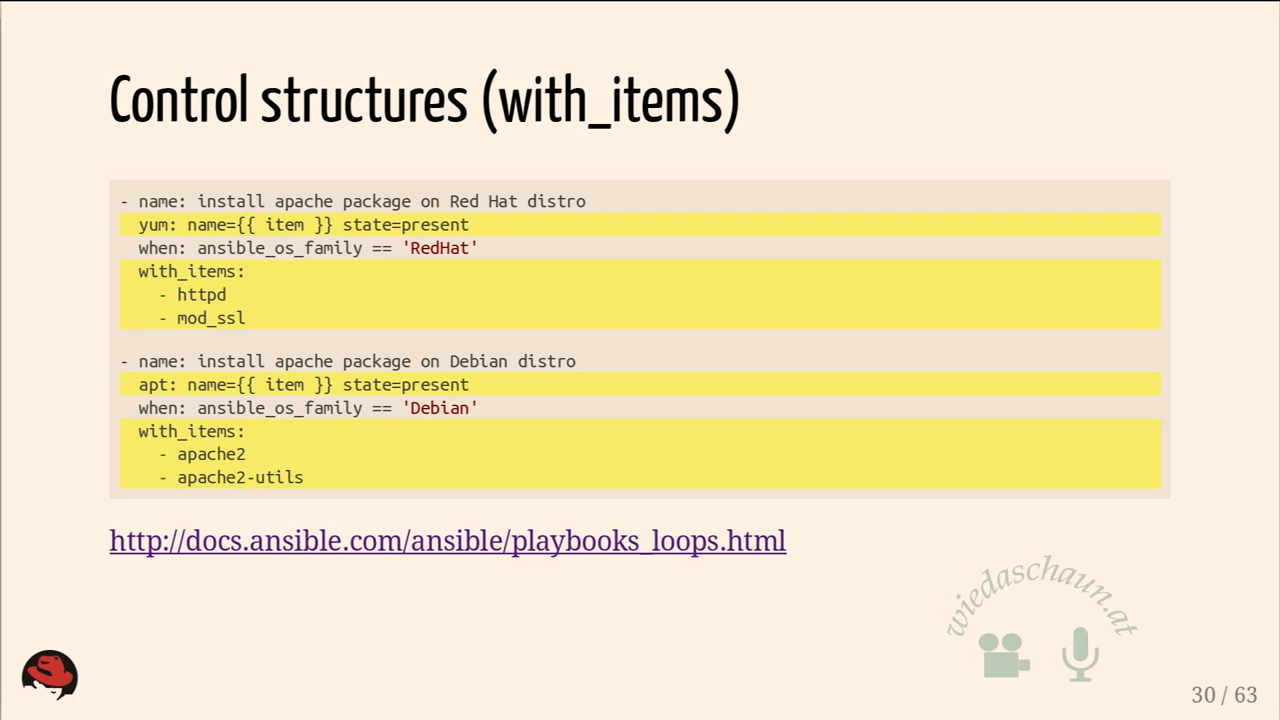 Control structures (with_items)
- name: install apache package on Red Hat distro
  yum: name={{ item }} state=present
  when: ansible_os_family == 'RedHat'
  with_items:
    - httpd
    - mod_ssl
- name: install apache package on Debian distro
  apt: name={{ item }} state=present
  when: ansible_os_family == 'Debian'
  with_items:
    - apache2
    - apache2-utils
http://docs.ansible.com/ansible/playbooks_loops.html
wiedaschaun.at
30 / 63